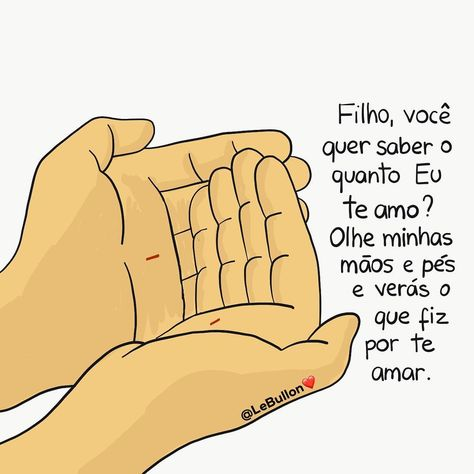 Filho, você
quer saber o
quanto Eu
te amo?
Olhe minhas
mãos e pés
e verás o
que fiz
por te
amar.
@LeBullon❤️